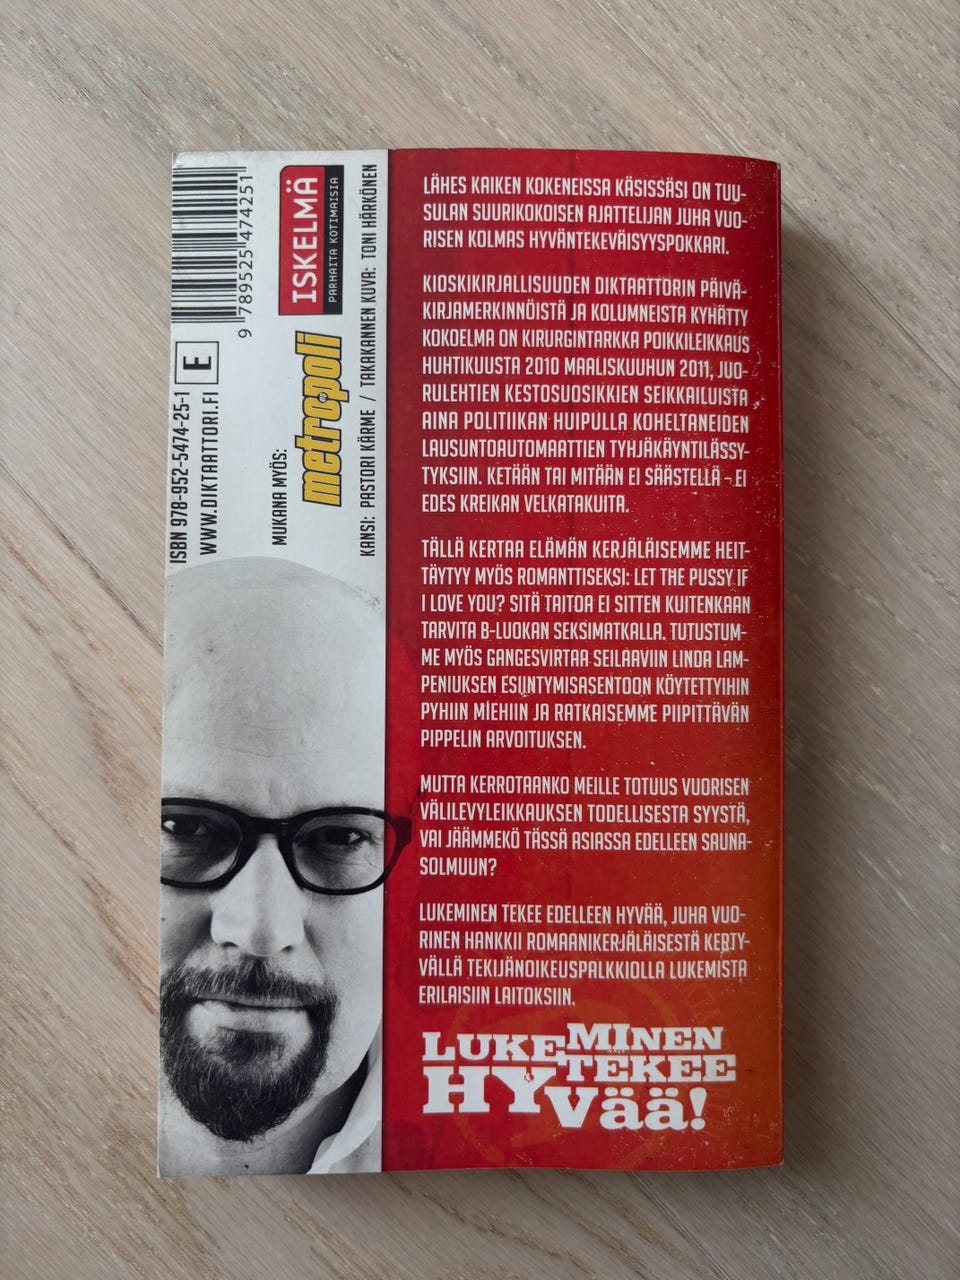 LÄHES KAIKEN KOKENEISSA KÄSISSÄSI ON TUU-
SULAN SUURIKOKOISEN AJATTELIJAN JUHA VUO-
RISEN KOLMAS HYVÄNTEKEVÄISYYSPOKKARI.
KIOSKIKIRJALLISUUDEN DIKTAATTORIN PÄIVÄ-
KIRJAMERKINNÖISTÄ JA KOLUMNEISTA KYHÄTTY
KOKOELMA ON KIRURGINTARKKA POIKKILEIKKAUS
HUHTIKUUSTA 2010 MAALISKUUHUN 2011, JUO-
RULEHTIEN KESTOSUOSIKKIEN SEIKKAILUISTA
AINA POLITIIKAN HUIPULLA KOHELTANEIDEN
LAUSUNTOAUTOMAATTIEN TYHJÄKÄYNTILÄSSY-
TYKSIIN. KETÄÄN TAI MITÄÄN EI SÄÄSTELLÄ - EI
EDES KREIKAN VELKATAKUITA.
TÄLLÄ KERTAA ELÄMÄN KERJÄLÄISEMME HEIT-
TÄYTYY MYÖS ROMANTTISEKSI: LET THE PUSSY IF
I LOVE YOU? SITÄ TAITOA EI SITTEN KUITENKAAN
TARVITA B-LUOKAN SEKSIMATKALLA. TUTUSTUM-
ME MYÖS GANGESVIRTAA SEILAAVIIN LINDA LAM-
PENIUKSEN ESIINTYMISASENTOON KÖYTETTYIHIN
PYHIIN MIEHIIN JA RATKAISEMME PIIPITTÄVÄN
PIPPELIN ARVOITUKSEN.
MUTTA KERROTAANKO MEILLE TOTUUS VUORISEN
VÄLILEVYLEIKKAUKSEN TODELLISESTA SYYSTÄ,
VAI JÄÄMMEKÖ TÄSSÄ ASIASSA EDELLEEN SAUNA-
SOLMUUN?
LUKEMINEN TEKEE EDELLEEN HYVÄÄ, JUHA VUO-
RINEN HANKKII ROMAANIKERJÄLÄISESTÄ KERTY-
VÄLLÄ TEKIJÄNOIKEUSPALKKIOLLA LUKEMISTA
ERILAISIIN LAITOKSIIN.
LUKEMINEN
TEKEE
HYVÄÄ!
ISBN 978-952-5474-25-1
WWW.DIKTAATTORI.FI
E
9 789525 474251
MUKANA MYÖS:
metropoli
ISKELMÄ
PARHAITA KOTIMAISIA
KANSI: PASTORI KÄRME / TAKAKANNEN KUVA: TONI HÄRKÖNEN